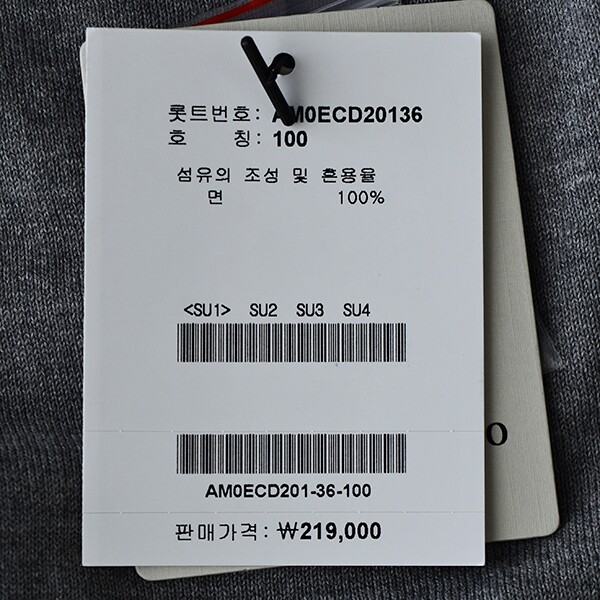 롯트번호: AM0ECD20136
호 칭: 100
섬유의 조성 및 혼용율
면 100%
<SU1> SU2 SU3 SU4
AM0ECD201-36-100
판매가격: ₩219,000